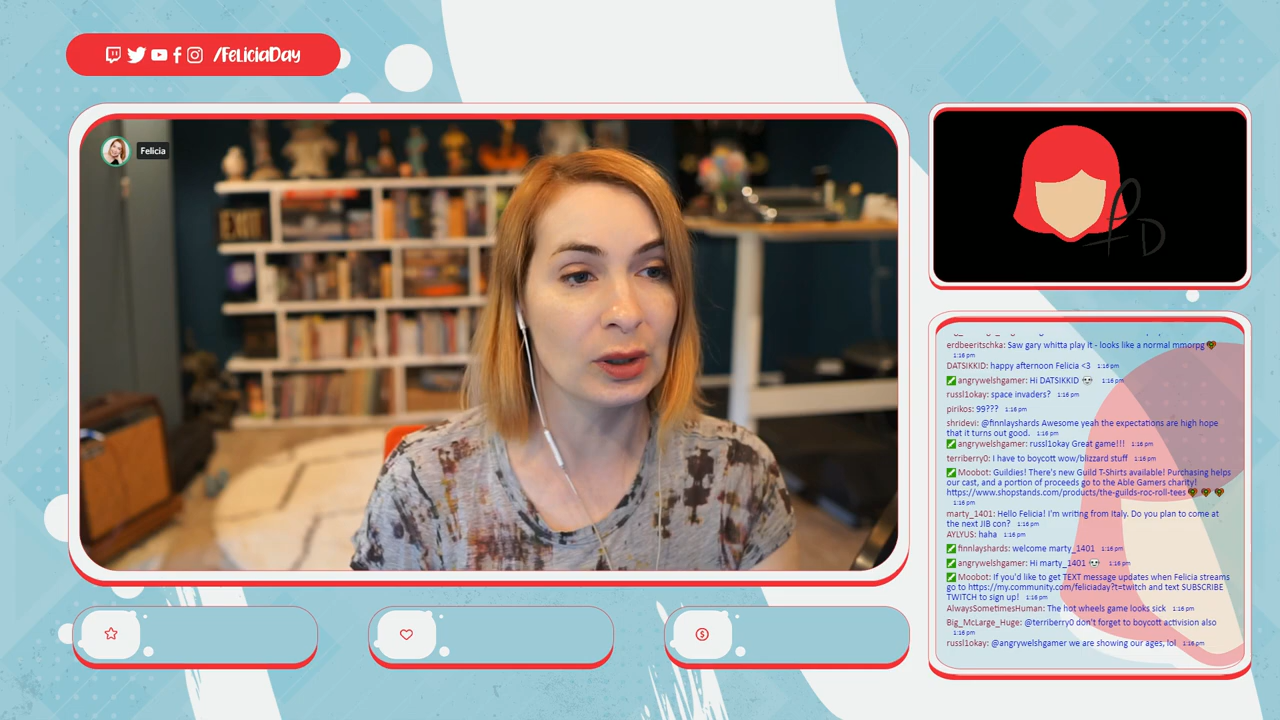 /FeliciaDay
Felicia
EXIT
erdbeeritschka: Saw gary whitta play it - looks like a normal mmorpg
1:16 pm
DATSIKKID: happy afternoon Felicia <3 1:16 pm
angrywelshgamer: Hi DATSIKKID 1:16 pm
russl1okay: space invaders? 1:16 pm
pirikos: 99??? 1:16 pm
shridevi: @finnlayshards Awesome yeah the expectations are high hope
that it turns out good. 1:16 pm
angrywelshgamer: russl1okay Great game!!! 1:16 pm
terriberry0: I have to boycott wow/blizzard stuff 1:16 pm
Moobot: Guildies! There's new Guild T-Shirts available! Purchasing helps
our cast, and a portion of proceeds go to the Able Gamers charity!
https://www.shopstands.com/products/the-guilds-roc-roll-tees
1:16 pm
marty_1401: Hello Felicia! I'm writing from Italy. Do you plan to come at
the next JIB con? 1:16 pm
AYLYUS: haha 1:16 pm
finnlayshards: welcome marty_1401 1:16 pm
angrywelshgamer: Hi marty_1401 1:16 pm
Moobot: If you'd like to get TEXT message updates when Felicia streams
go to https://my.community.com/feliciaday?t=twitch and text SUBSCRIBE
TWITCH to sign up! 1:16 pm
AlwaysSometimesHuman: The hot wheels game looks sick 1:16 pm
Big_McLarge_Huge: @terriberry0 don't forget to boycott activision also
1:16 pm
russl1okay: @angrywelshgamer we are showing our ages, lol 1:16 pm